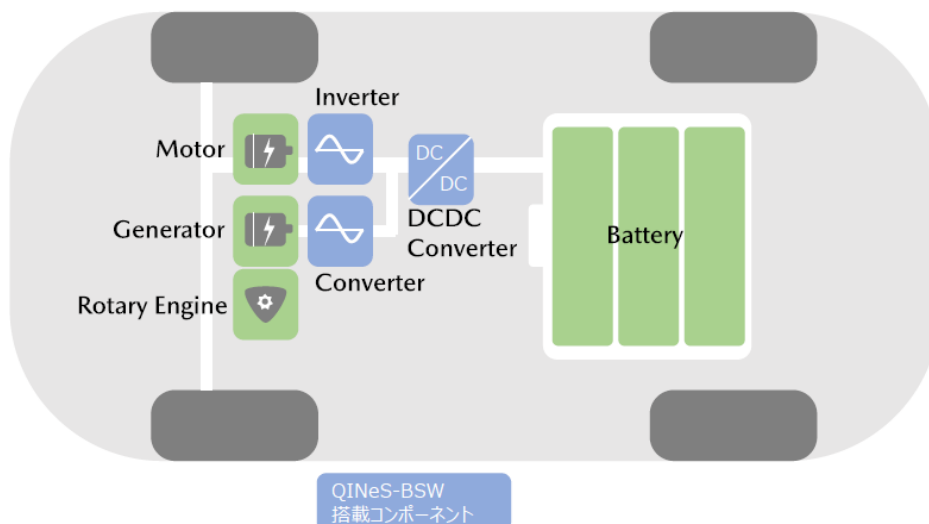 Inverter
Motor
DC
DC
Generator
DCDC
Converter
Battery
Converter
Rotary Engine
QINeS-BSW
搭載コンポーネント